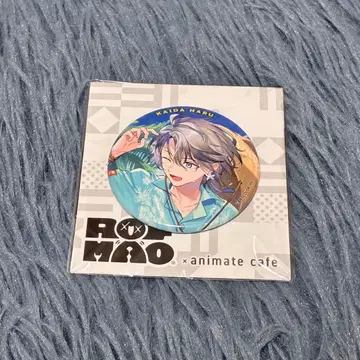 KAIDA HARU
ROF
MAO
× animate cafe